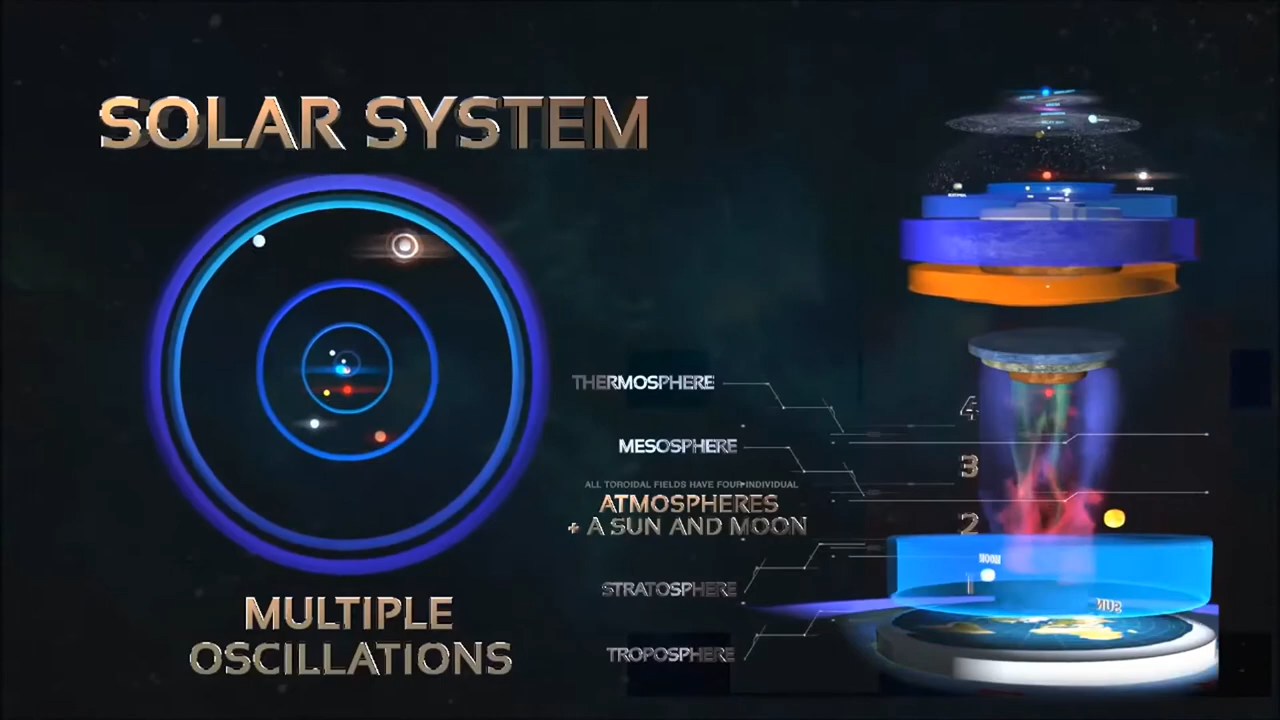 SOLAR SYSTEM
MULTIPLE
OSCILLATIONS
THERMOSPHERE
MESOSPHERE
ALL TOROIDAL FIELDS HAVE FOUR INDIVIDUAL
ATMOSPHERES
+ A SUN AND MOON
STRATOSPHERE
TROPOSPHERE
4
3
2
1
MOON
SUN